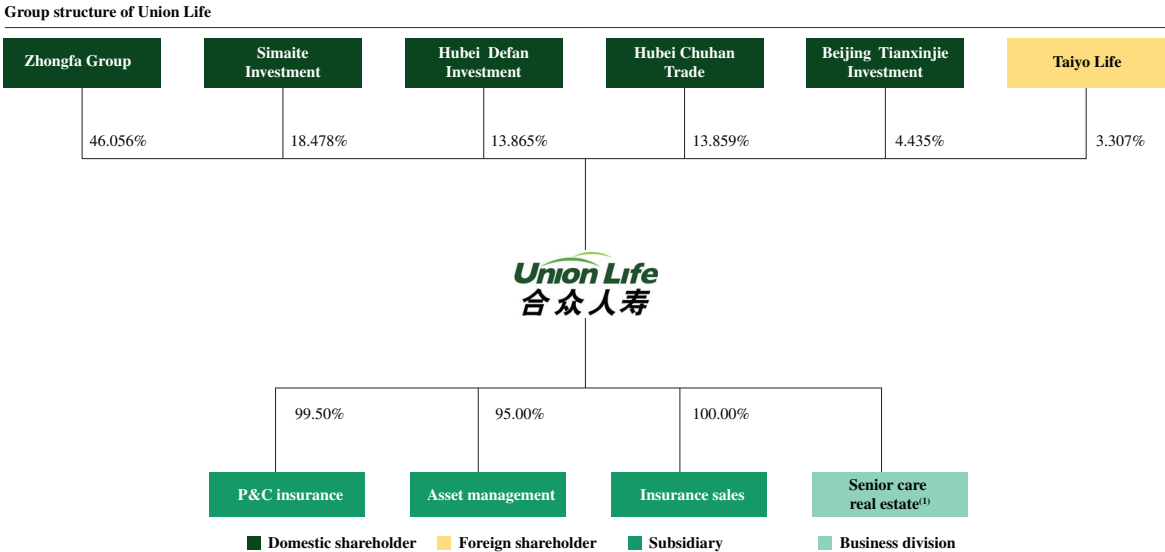 Group structure of Union Life
Zhongfa Group
Simaite
Investment
Hubei Defan
Investment
Hubei Chuhan
Trade
Beijing Tianxinjie
Investment
Taiyo Life
46.056%
18.478%
13.865%
13.859%
4.435%
3.307%
Union Life
合众人寿
99.50%
95.00%
100.00%
P&C insurance
Asset management
Insurance sales
Senior care
real estate(1)
Domestic shareholder
Foreign shareholder
Subsidiary
Business division